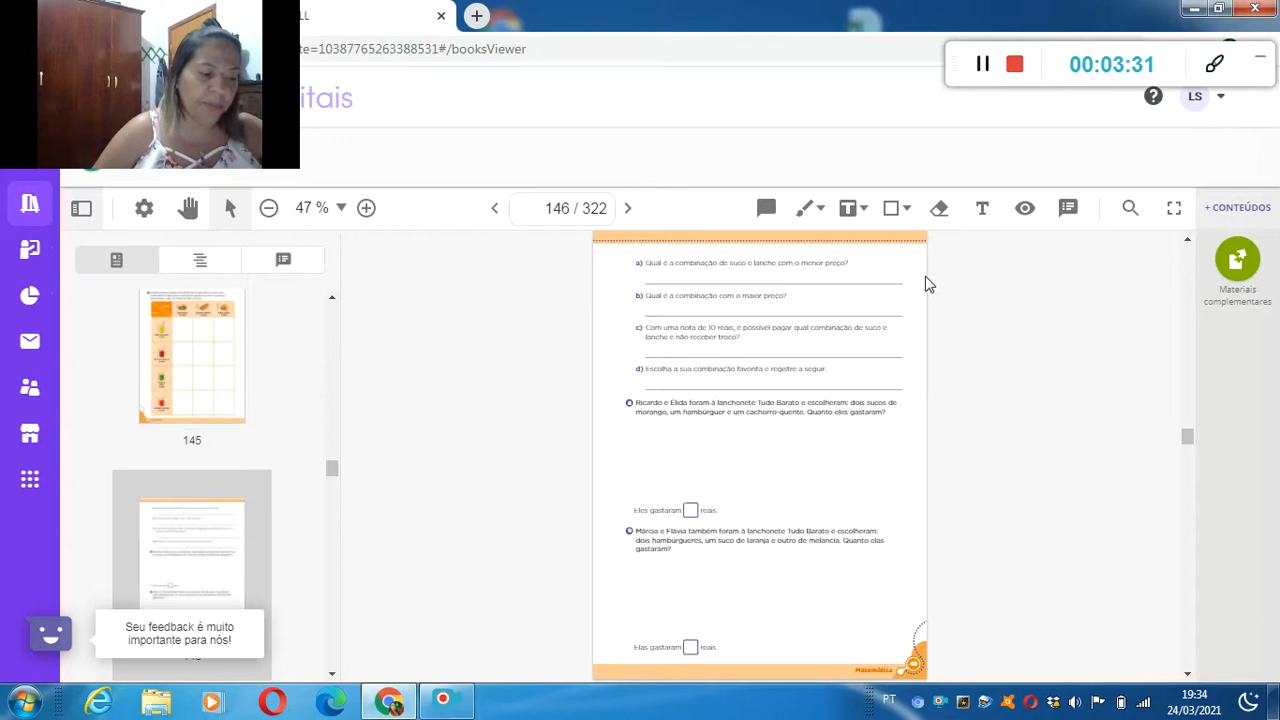 LL
te=10387765263388531#/booksViewer
00:03:31
itais
LS
146 / 322
47 %
+ CONTEÚDOS
Materiais
complementares
145
a) Qual é a combinação de suco e lanche com o menor preço?
b) Qual é a combinação com o maior preço?
c) Com uma nota de 10 reais, é possível pagar qual combinação de suco e
lanche e não receber troco?
d) Escolha a sua combinação favorita e registre a seguir.
Ricardo e Élida foram à lanchonete Tudo Barato e escolheram: dois sucos de
morango, um hambúrguer e um cachorro-quente. Quanto eles gastaram?
Eles gastaram reais.
Márcia e Flávia também foram à lanchonete Tudo Barato e escolheram:
dois hambúrgueres, um suco de laranja e outro de melancia. Quanto elas
gastaram?
Elas gastaram reais.
Matemática
Seu feedback é muito
importante para nós!
PT
19:34
24/03/2021